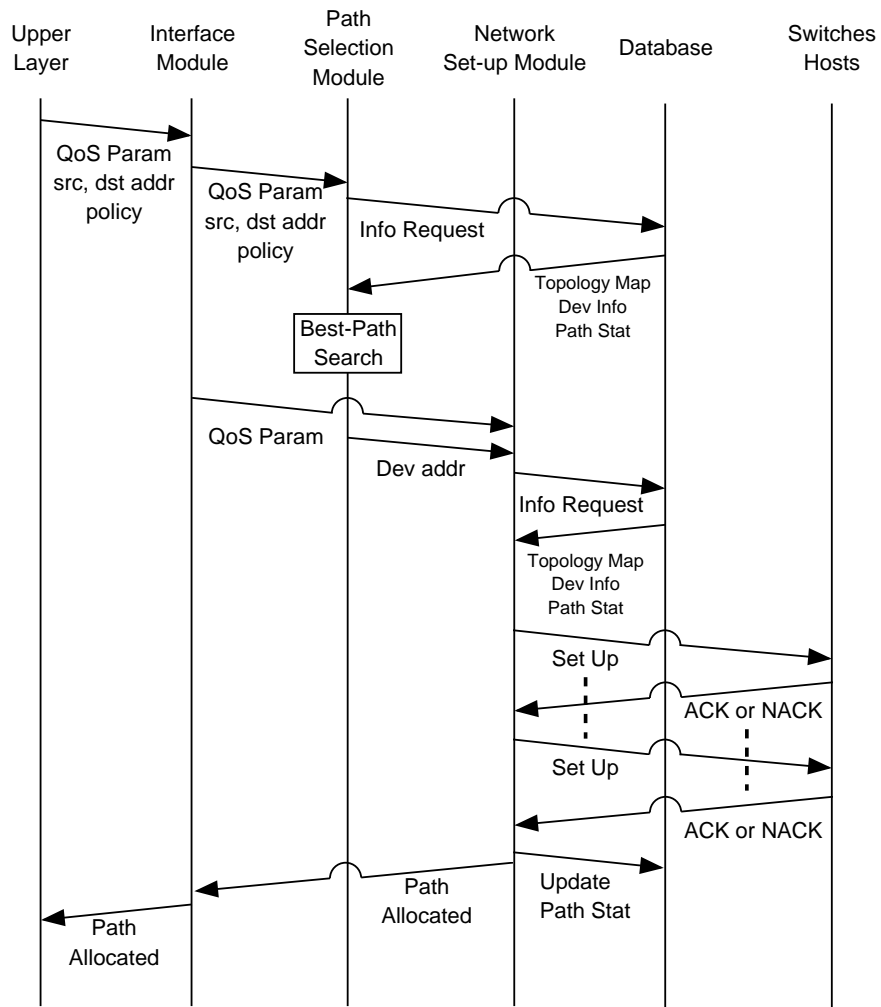 Upper
Layer
Interface
Module
Path
Selection
Module
Network
Set-up Module
Database
Switches
Hosts
QoS Param
src, dst addr
policy
QoS Param
src, dst addr
policy
Info Request
Topology Map
Dev Info
Path Stat
Best-Path
Search
QoS Param
Dev addr
Info Request
Topology Map
Dev Info
Path Stat
Set Up
ACK or NACK
Set Up
ACK or NACK
Update
Path Stat
Path
Allocated
Path
Allocated